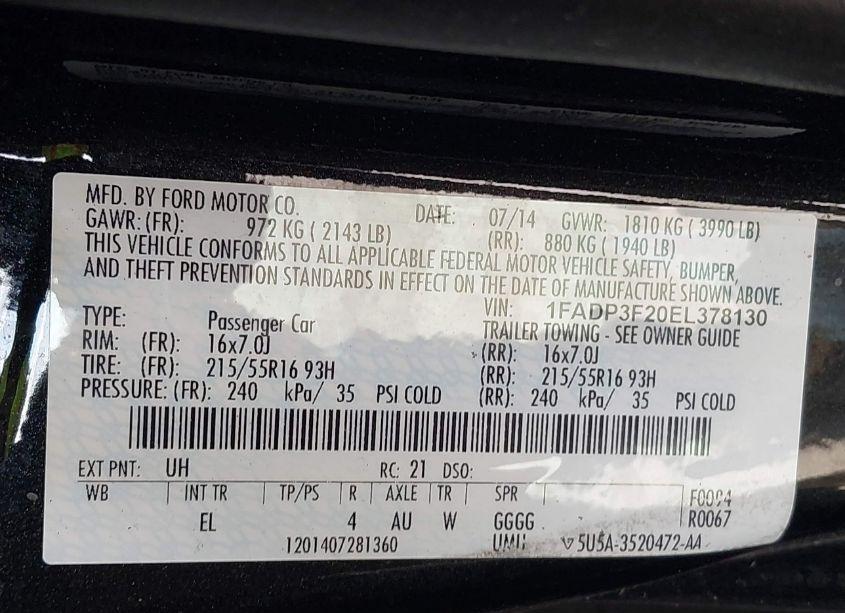 MFD. BY FORD MOTOR CO.
DATE: 07/14 GVWR: 1810 KG ( 3990 LB)
GAWR: (FR): 972 KG ( 2143 LB) (RR): 880 KG ( 1940 LB)
THIS VEHICLE CONFORMS TO ALL APPLICABLE FEDERAL MOTOR VEHICLE SAFETY, BUMPER,
AND THEFT PREVENTION STANDARDS IN EFFECT ON THE DATE OF MANUFACTURE SHOWN ABOVE.
VIN: 1FADP3F20EL378130
TYPE: Passenger Car TRAILER TOWING - SEE OWNER GUIDE
RIM: (FR): 16x7.0J (RR): 16x7.0J
TIRE: (FR): 215/55R16 93H (RR): 215/55R16 93H
PRESSURE: (FR): 240 kPa/ 35 PSI COLD (RR): 240 kPa/ 35 PSI COLD
EXT PNT: UH RC: 21 DSO:
WB INT TR TP/PS R AXLE TR SPR
EL 4 AU W GGGG R0067
1201407281360 5U5A-3520472-AA